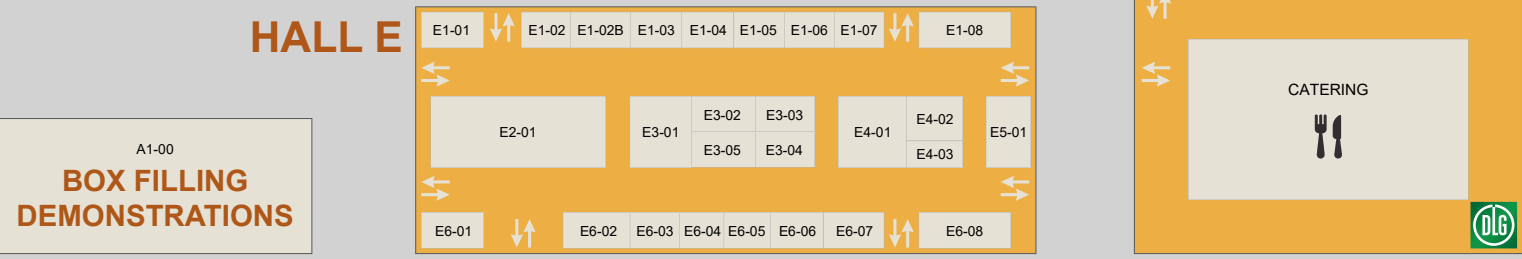 HALL E
E1-01
E1-02
E1-02B
E1-03
E1-04
E1-05
E1-06
E1-07
E1-08
E2-01
E3-01
E3-02
E3-03
E3-05
E3-04
E4-01
E4-02
E4-03
E5-01
E6-01
E6-02
E6-03
E6-04
E6-05
E6-06
E6-07
E6-08
A1-00
BOX FILLING
DEMONSTRATIONS
CATERING
DLG